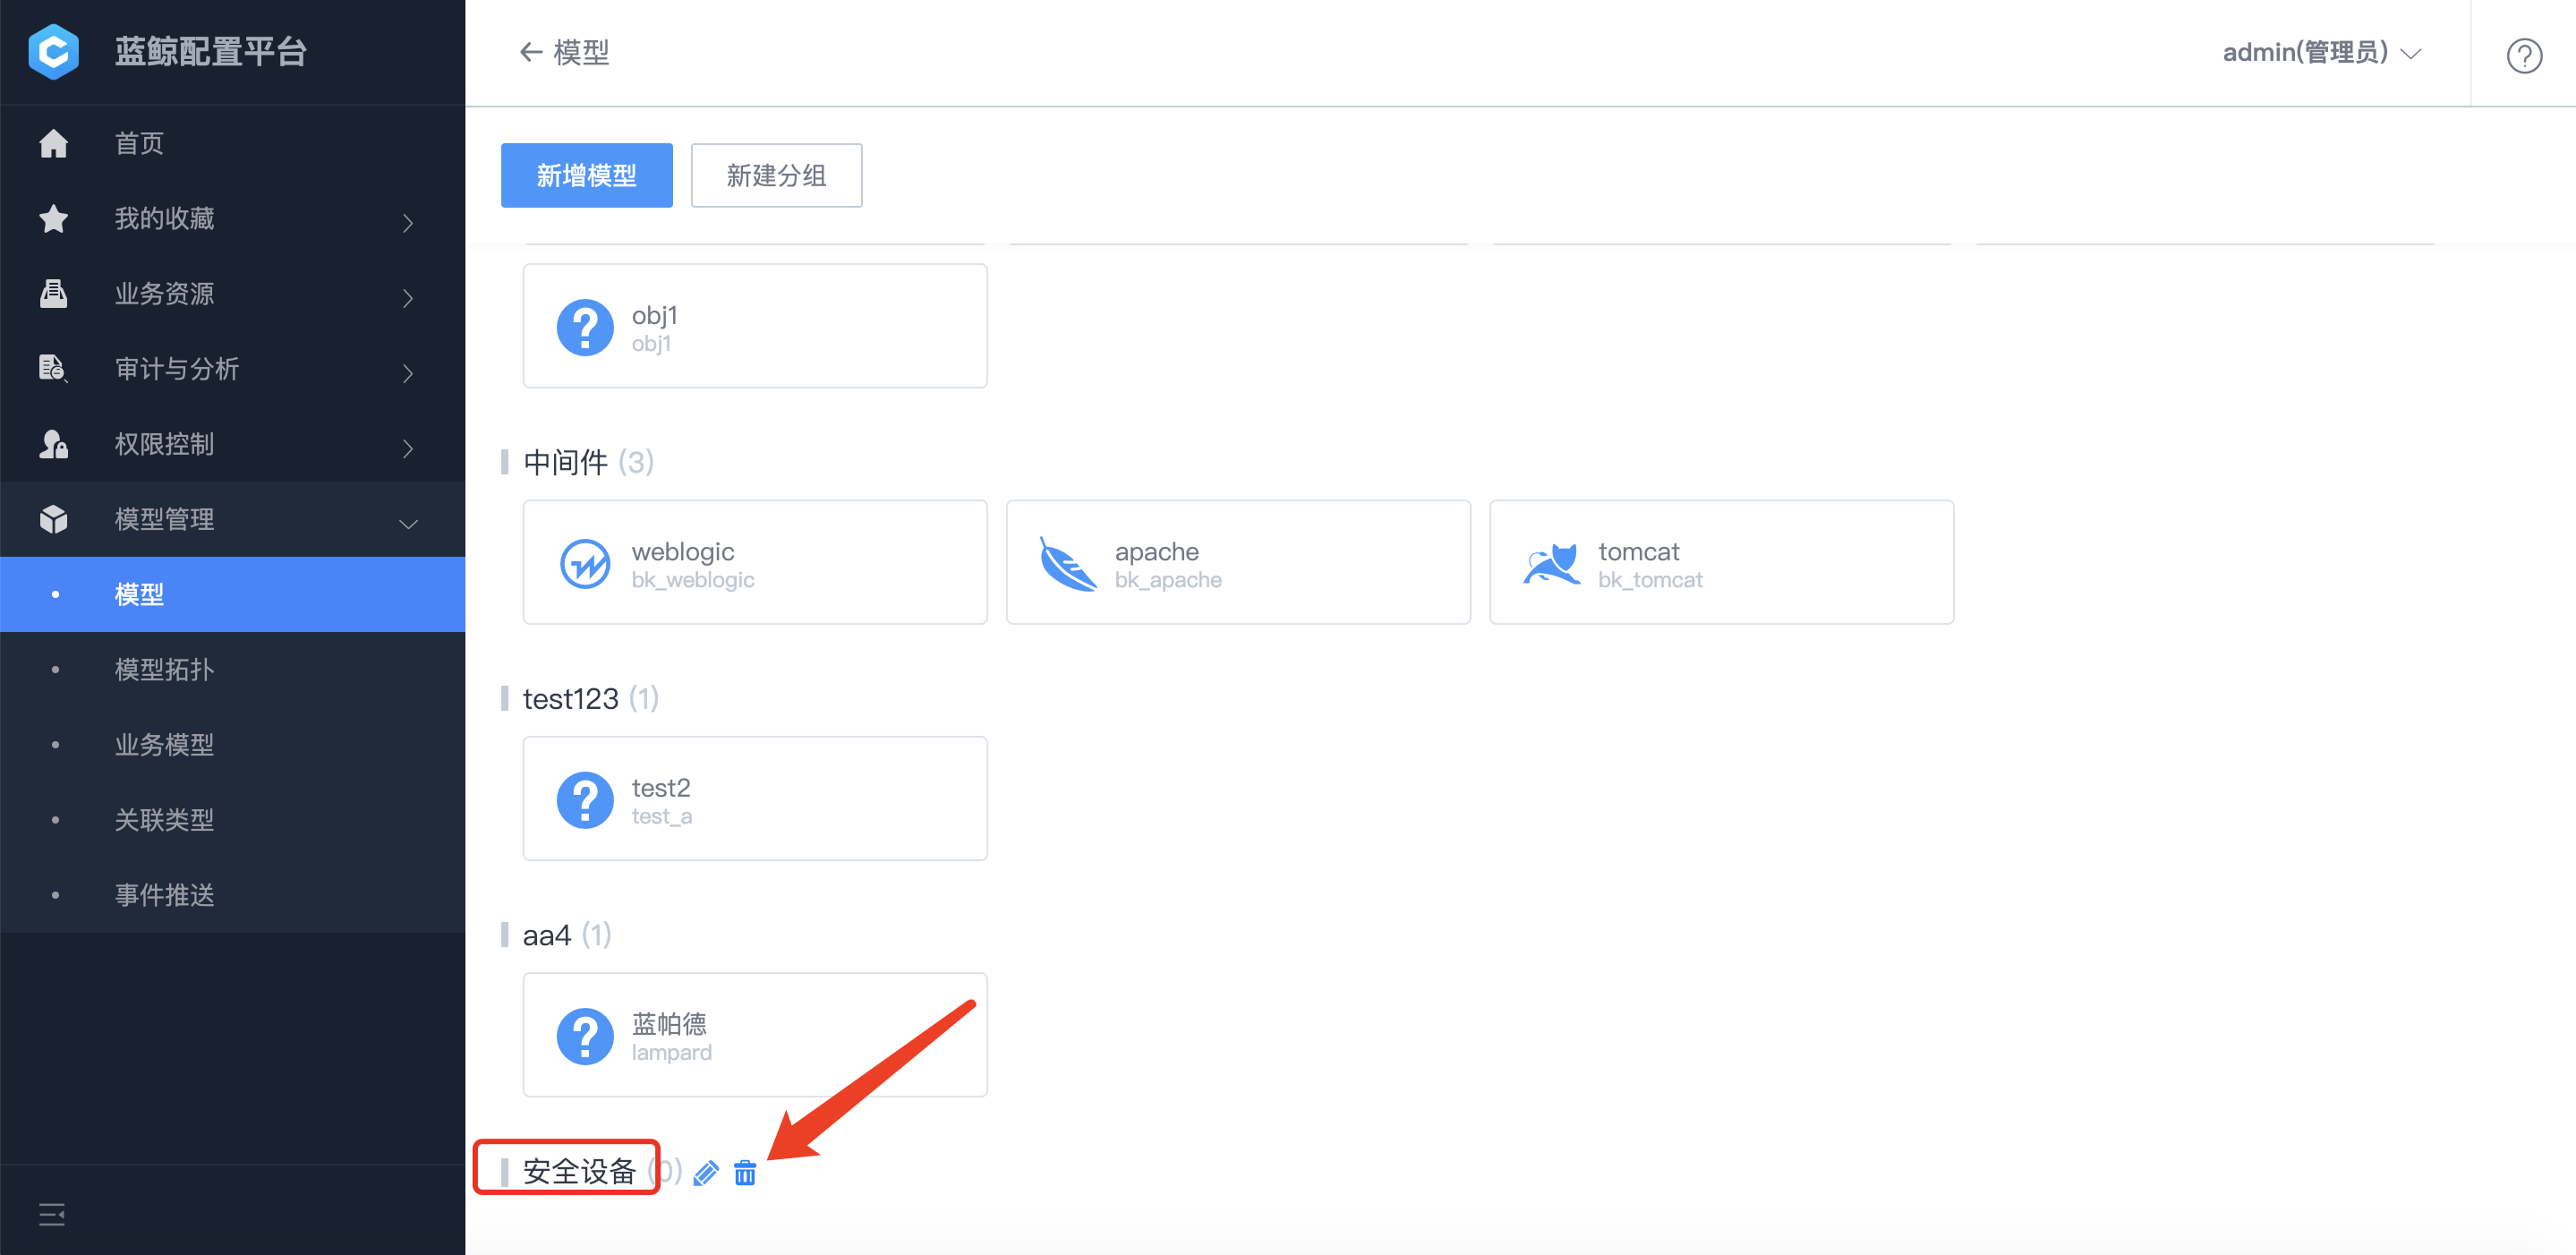 蓝鲸配置平台
首页
我的收藏
业务资源
审计与分析
权限控制
模型管理
模型
模型拓扑
业务模型
关联类型
事件推送
← 模型
admin(管理员)
新增模型
新建分组
obj1
obj1
中间件 (3)
weblogic
bk_weblogic
apache
bk_apache
tomcat
bk_tomcat
test123 (1)
test2
test_a
aa4 (1)
蓝帕德
lampard
安全设备 (0)